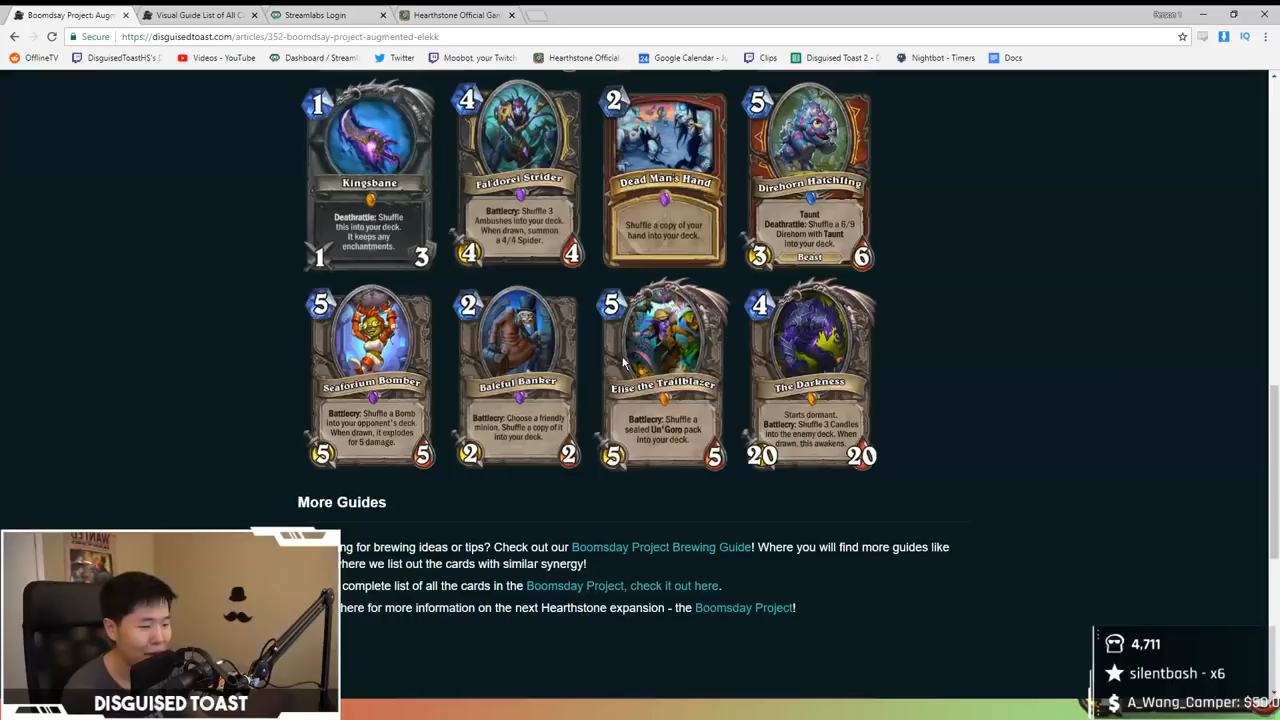 Boomsday Project: Aug
Visual Guide List of All C
Streamlabs Login
Hearthstone Official Gam
Person 1
Secure
https://disguisedtoast.com/articles/352-boomsday-project-augmented-elekk
OfflineTV
DisguisedToastHS's
Videos - YouTube
Dashboard / Streaml
Twitter
Moobot, your Twitch
Hearthstone Official
Google Calendar - Ju
Clips
Disguised Toast 2 - D
Nightbot - Timers
Docs
1
Kingsbane
Deathrattle: Shuffle
this into your deck.
It keeps any
enchantments.
1 3
4
Fal'dorei Strider
Battlecry: Shuffle 3
Ambushes into your deck.
When drawn, summon
a 4/4 Spider.
4 4
2
Dead Man's Hand
Shuffle a copy of your
hand into your deck.
5
Direhorn Hatchling
Taunt
Deathrattle: Shuffle a 6/9
Direhorn with Taunt
into your deck.
3 Beast 6
5
Seaforium Bomber
Battlecry: Shuffle a Bomb
into your opponent's deck.
When drawn, it explodes
for 5 damage.
5 5
2
Baleful Banker
Battlecry: Choose a friendly
minion. Shuffle a copy of it
into your deck.
2 2
5
Elise the Trailblazer
Battlecry: Shuffle a
sealed Un'Goro pack
into your deck.
5 5
4
The Darkness
Starts dormant.
Battlecry: Shuffle 3 Candles
into the enemy deck. When
drawn, this awakens.
20 20
More Guides
ng for brewing ideas or tips? Check out our Boomsday Project Brewing Guide! Where you will find more guides like
where we list out the cards with similar synergy!
complete list of all the cards in the Boomsday Project, check it out here.
here for more information on the next Hearthstone expansion - the Boomsday Project!
WANTED
DISGUISED TOAST
4,711
silentbash - x6
A_Wang_Camper: $50.0